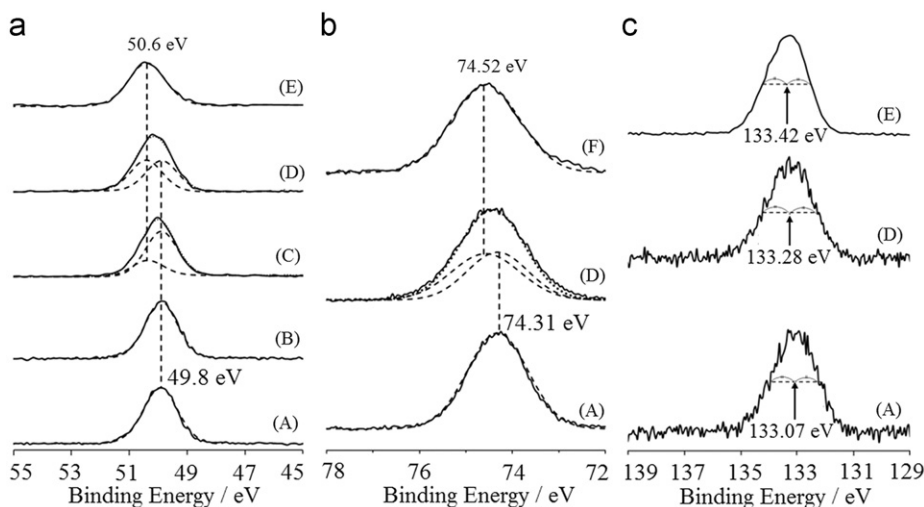 a
50.6 eV
(E)
(D)
(C)
(B)
49.8 eV
(A)
55 53 51 49 47 45
Binding Energy / eV
b
74.52 eV
(F)
(D)
74.31 eV
(A)
78 76 74 72
Binding Energy / eV
c
(E)
133.42 eV
(D)
133.28 eV
(A)
133.07 eV
139 137 135 133 131 129
Binding Energy / eV